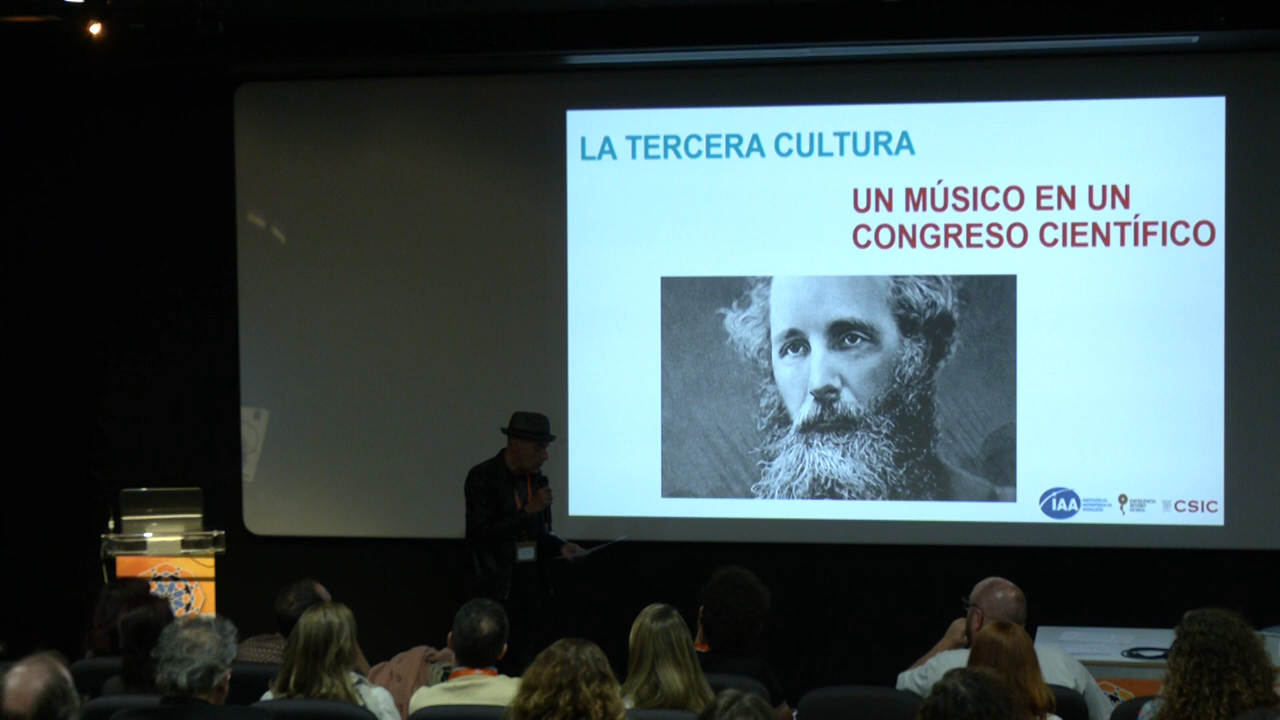 LA TERCERA CULTURA
UN MÚSICO EN UN
CONGRESO CIENTÍFICO
IAA
CSIC